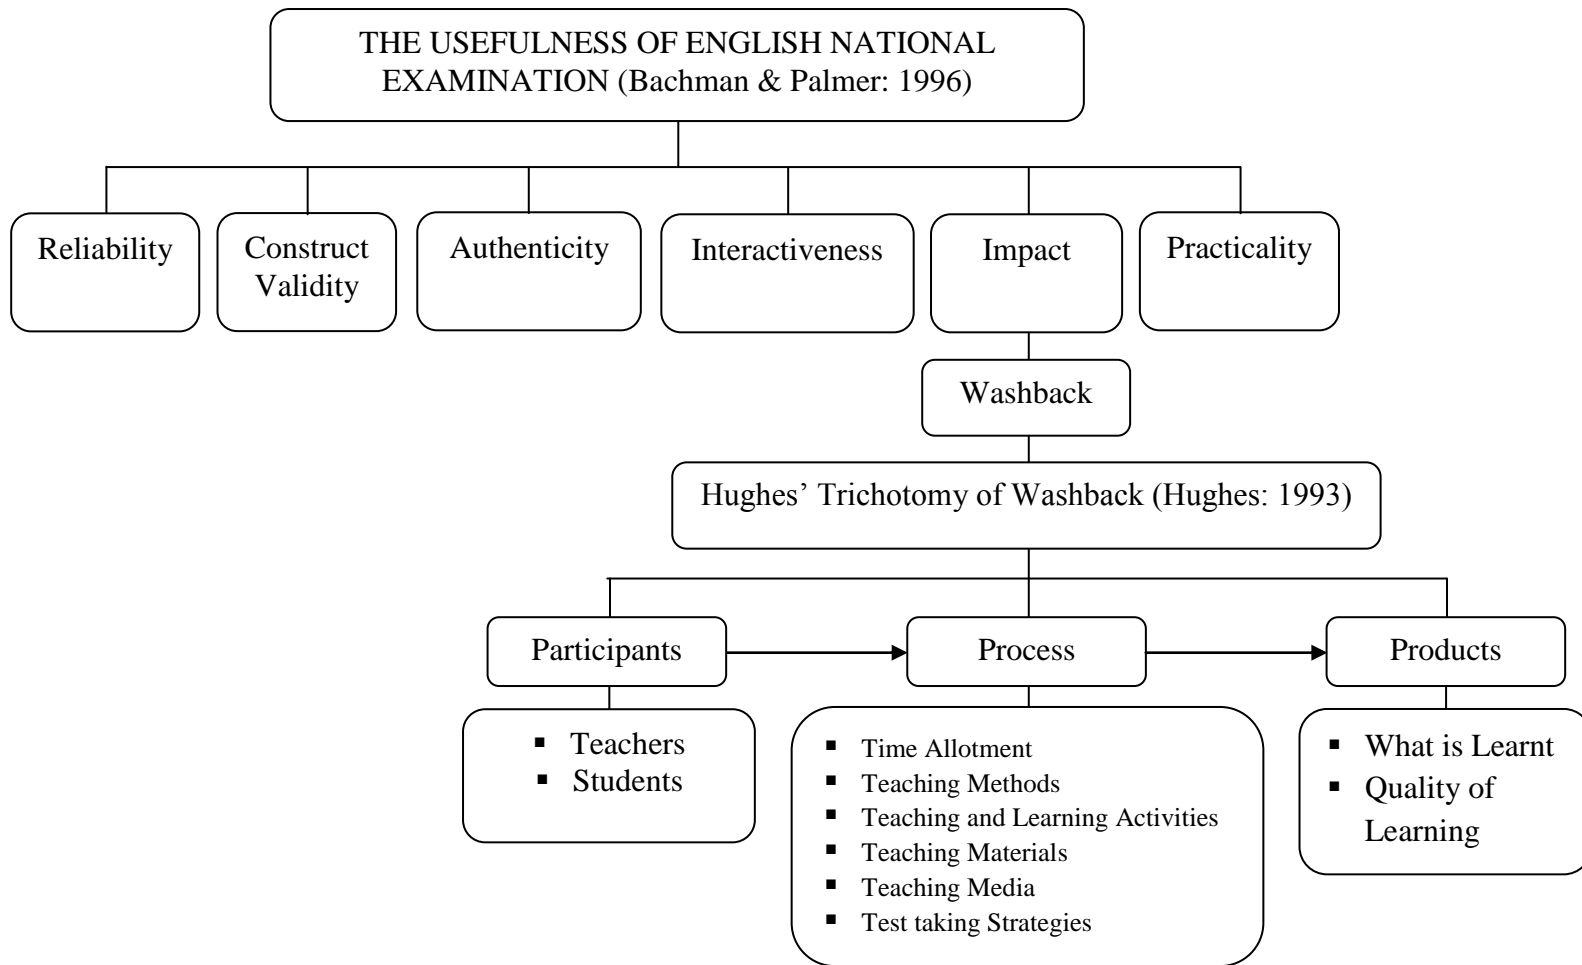 THE USEFULNESS OF ENGLISH NATIONAL
EXAMINATION (Bachman & Palmer: 1996)
Reliability
Construct
Validity
Authenticity
Interactiveness
Impact
Practicality
Washback
Hughes’ Trichotomy of Washback (Hughes: 1993)
Participants
Process
Products
▪ Teachers
▪ Students
▪ Time Allotment
▪ Teaching Methods
▪ Teaching and Learning Activities
▪ Teaching Materials
▪ Teaching Media
▪ Test taking Strategies
▪ What is Learnt
▪ Quality of
Learning